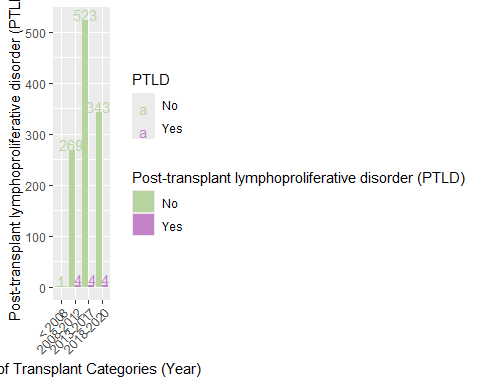 Post-transplant lymphoproliferative disorder (PTLD
500
400
300
200
100
0
523
343
269
1
4
4
4
< 2008
2008-2012
2013-2017
2018-2020
of Transplant Categories (Year)
PTLD
a No
a Yes
Post-transplant lymphoproliferative disorder (PTLD)
No
Yes